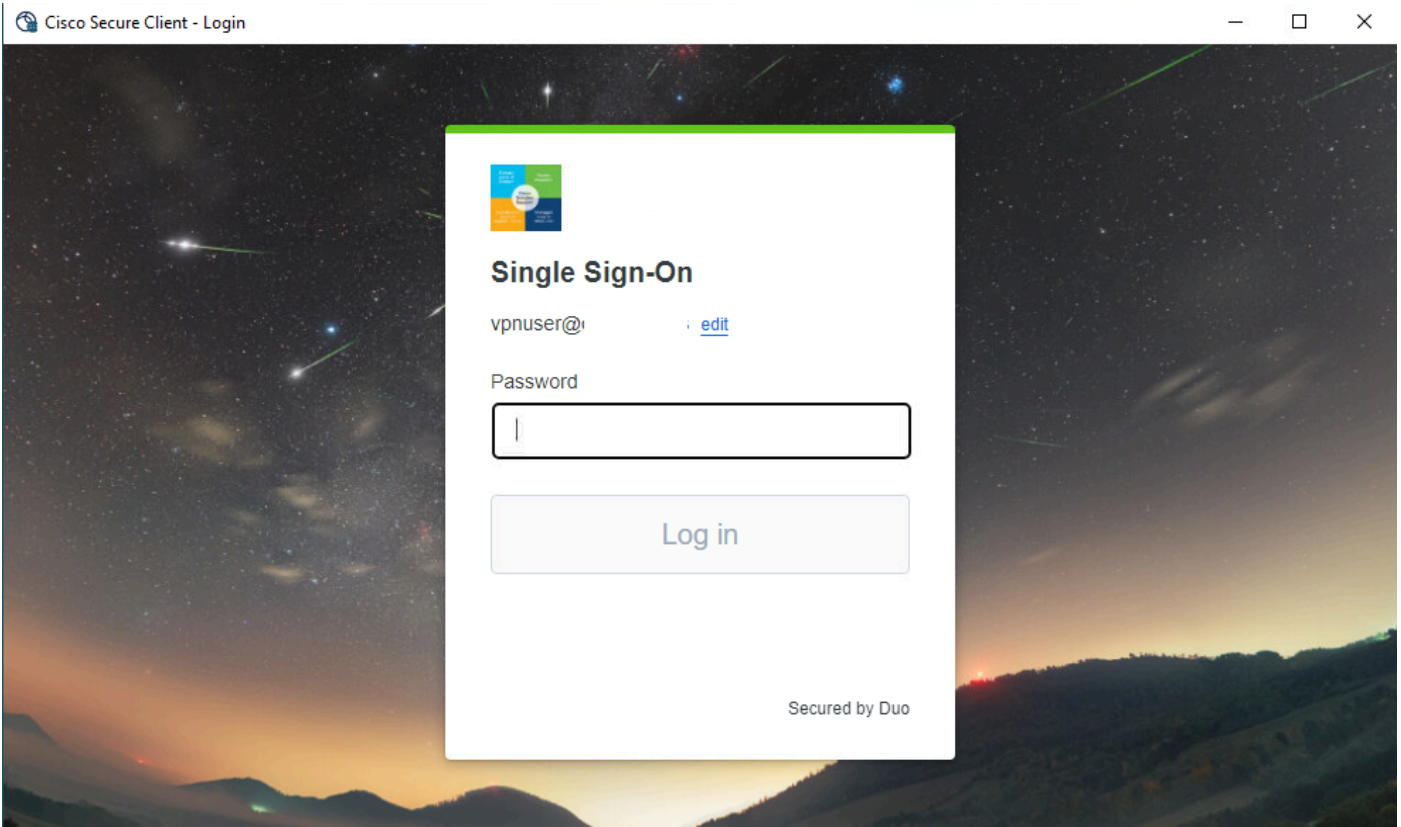 Cisco Secure Client - Login
Single Sign-On
vpnuser@
edit
Password
Log in
Secured by Duo